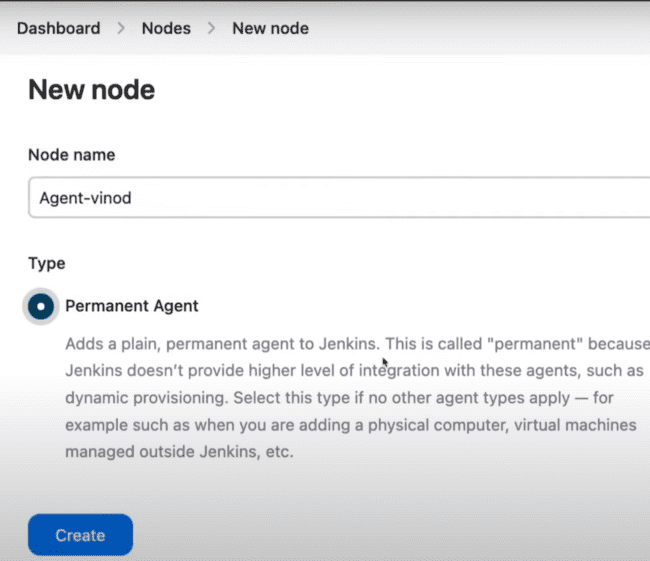 Dashboard > Nodes > New node
New node
Node name
Agent-vinod
Type
Permanent Agent
Adds a plain, permanent agent to Jenkins. This is called "permanent" because
Jenkins doesn't provide higher level of integration with these agents, such as
dynamic provisioning. Select this type if no other agent types apply — for
example such as when you are adding a physical computer, virtual machines
managed outside Jenkins, etc.
Create